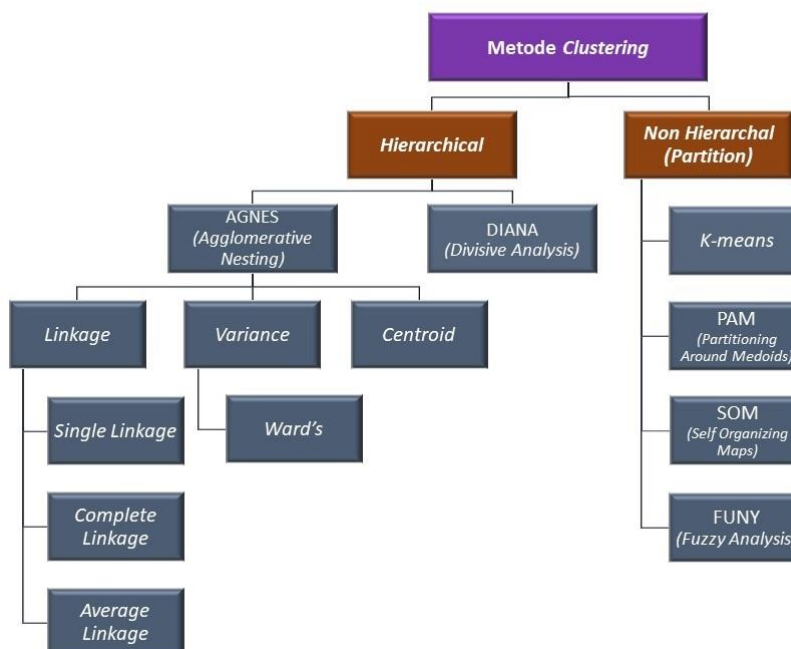 Metode Clustering
Hierarchical
Non Hierarchal
(Partition)
AGNES
(Agglomerative
Nesting)
DIANA
(Divisive Analysis)
K-means
Linkage
Variance
Centroid
PAM
(Partitioning
Around Medoids)
Single Linkage
Ward's
SOM
(Self Organizing
Maps)
Complete
Linkage
FUNY
(Fuzzy Analysis
Average
Linkage